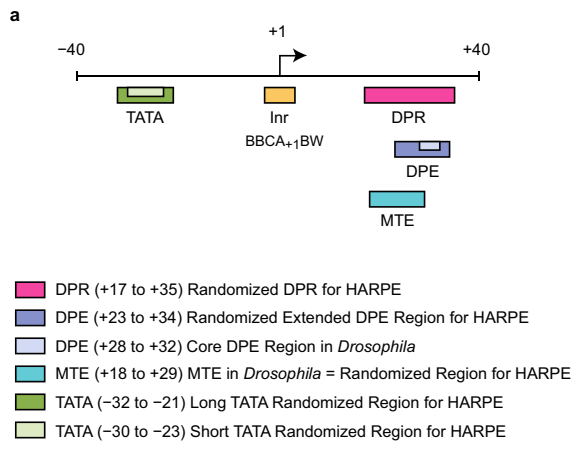 a
+1
−40
+40
TATA
Inr
DPR
BBCA+1BW
DPE
MTE
DPR (+17 to +35) Randomized DPR for HARPE
DPE (+23 to +34) Randomized Extended DPE Region for HARPE
DPE (+28 to +32) Core DPE Region in Drosophila
MTE (+18 to +29) MTE in Drosophila = Randomized Region for HARPE
TATA (−32 to −21) Long TATA Randomized Region for HARPE
TATA (−30 to −23) Short TATA Randomized Region for HARPE